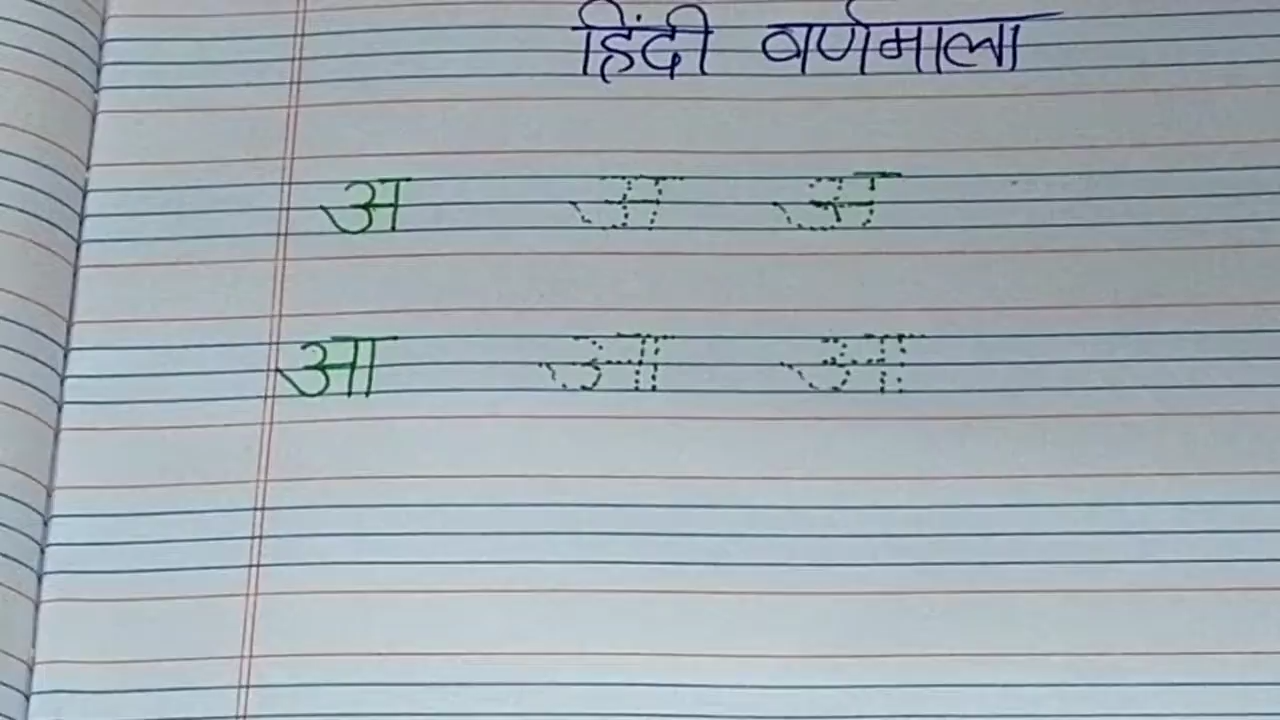 हिंदी वर्णमाला
अ अ अ
आ आ आ